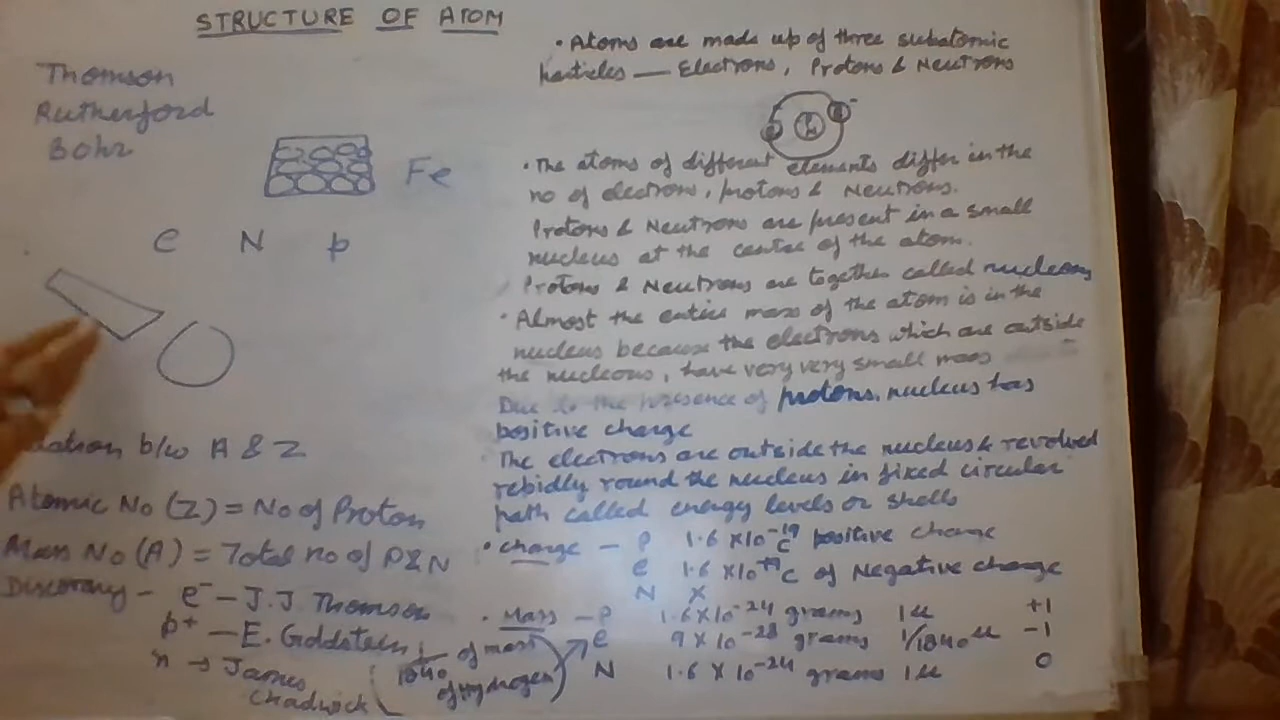 STRUCTURE OF ATOM
Thomson
Rutherford
Bohr
Fe
e N p
b/w A & Z
Atomic No (Z) = No of Proton
Mass No (A) = Total no of P & N
Discovery - e⁻ - J.J. Thomson
p⁺ - E. Goldstein
n → James
Chadwick
1/1840 of mass
of Hydrogen
• Atoms are made up of three subatomic
particles — Electrons, Protons & Neutrons
• The atoms of different elements differ in the
no of electrons, protons & Neutrons.
Protons & Neutrons are present in a small
nucleus at the centre of the atom.
Protons & Neutrons are together called nucleons
• Almost the entire mass of the atom is in the
nucleus because the electrons which are outside
the nucleous, have very very small mass
Due to the presence of protons, nucleus has
positive charge
The electrons are outside the nucleus & revolved
rebidly round the nucleus in fixed circular
path called energy levels or shells
• charge - P 1.6 × 10⁻¹⁹ C positive charge
e 1.6 × 10⁻¹⁹ C of Negative charge
N X
• Mass - P 1.6 × 10⁻²⁴ grams 1u +1
e 9 × 10⁻²⁸ grams 1/1840 u -1
N 1.6 × 10⁻²⁴ grams 1u 0